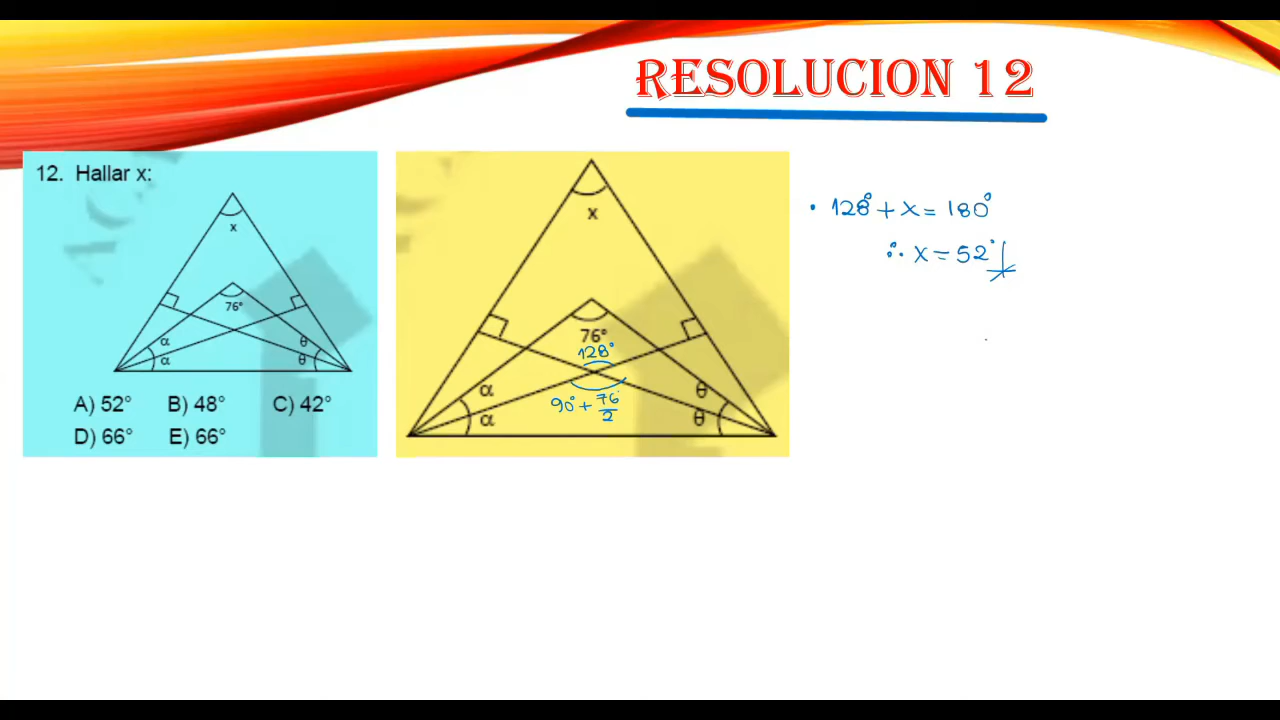 RESOLUCION 12
12. Hallar x:
x
76°
α
α
θ
θ
A) 52° B) 48° C) 42°
D) 66° E) 66°
x
76°
128°
90° + 76°/2
α
α
θ
θ
• 128° + x = 180°
∴ x = 52°